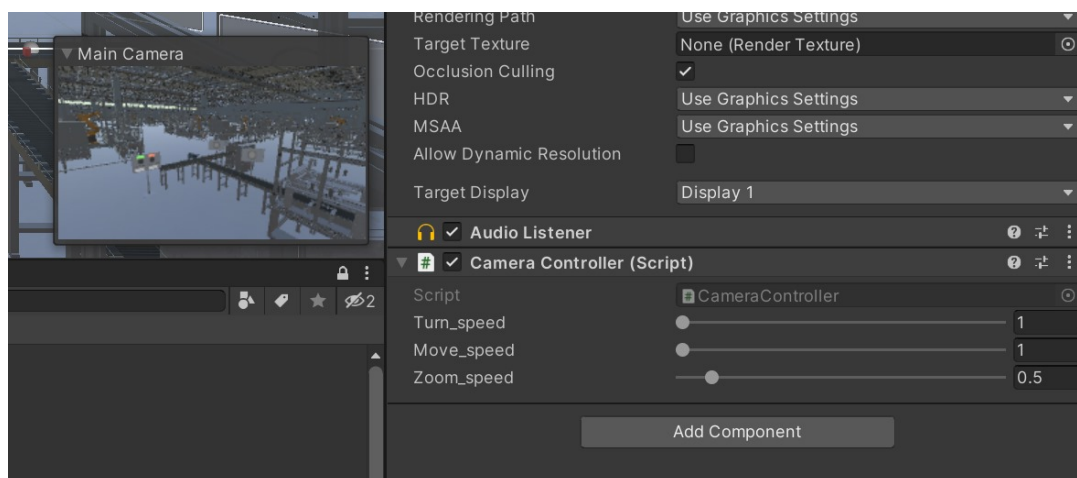 Main Camera
2
Rendering Path Use Graphics Settings
Target Texture None (Render Texture)
Occlusion Culling
HDR Use Graphics Settings
MSAA Use Graphics Settings
Allow Dynamic Resolution
Target Display Display 1
Audio Listener
# Camera Controller (Script)
Script # CameraController
Turn_speed 1
Move_speed 1
Zoom_speed 0.5
Add Component